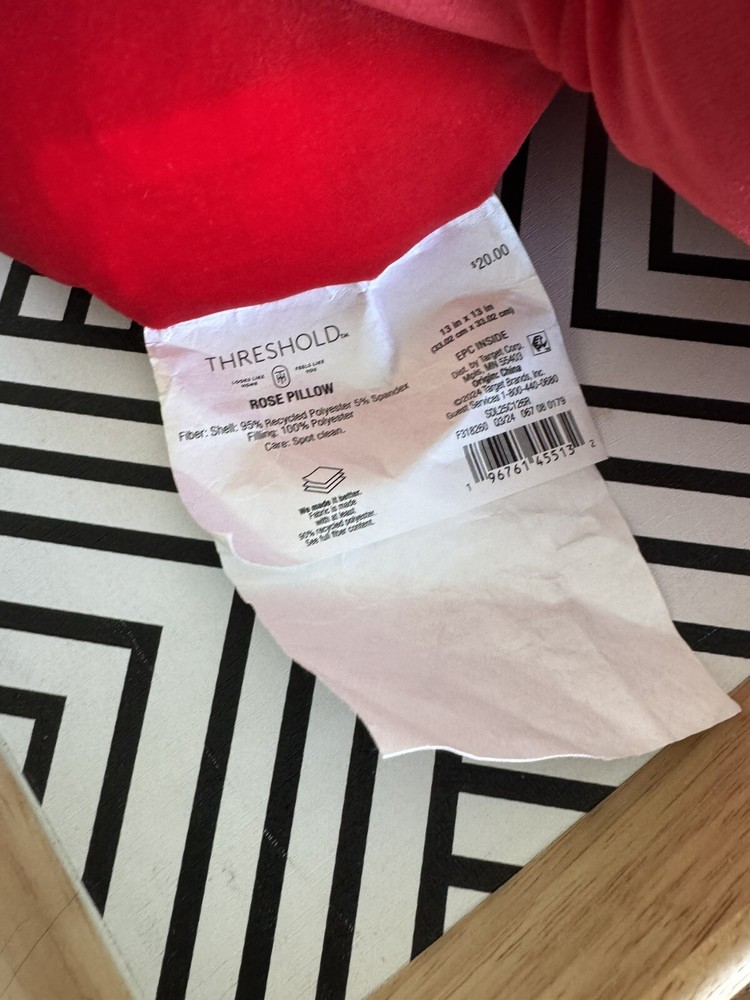 $20.00
THRESHOLD™
LOOKS LIKE HOME
FEELS LIKE YOU
ROSE PILLOW
Fiber: Shell: 95% Recycled Polyester 5% Spandex
Filling: 100% Polyester
Care: Spot clean.
We made it better.
Fabric is made
with at least
90% recycled polyester.
See full fiber content.
13 in x 13 in
(33.02 cm x 33.02 cm)
EPC INSIDE
Dist. by Target Corp.
Mpls, MN 55403
Origin: China
©2024 Target Brands, Inc.
Guest Services 1-800-440-0680
SDL25C126R
F318260 03/24 067 08 0179
1 96761 45513 2